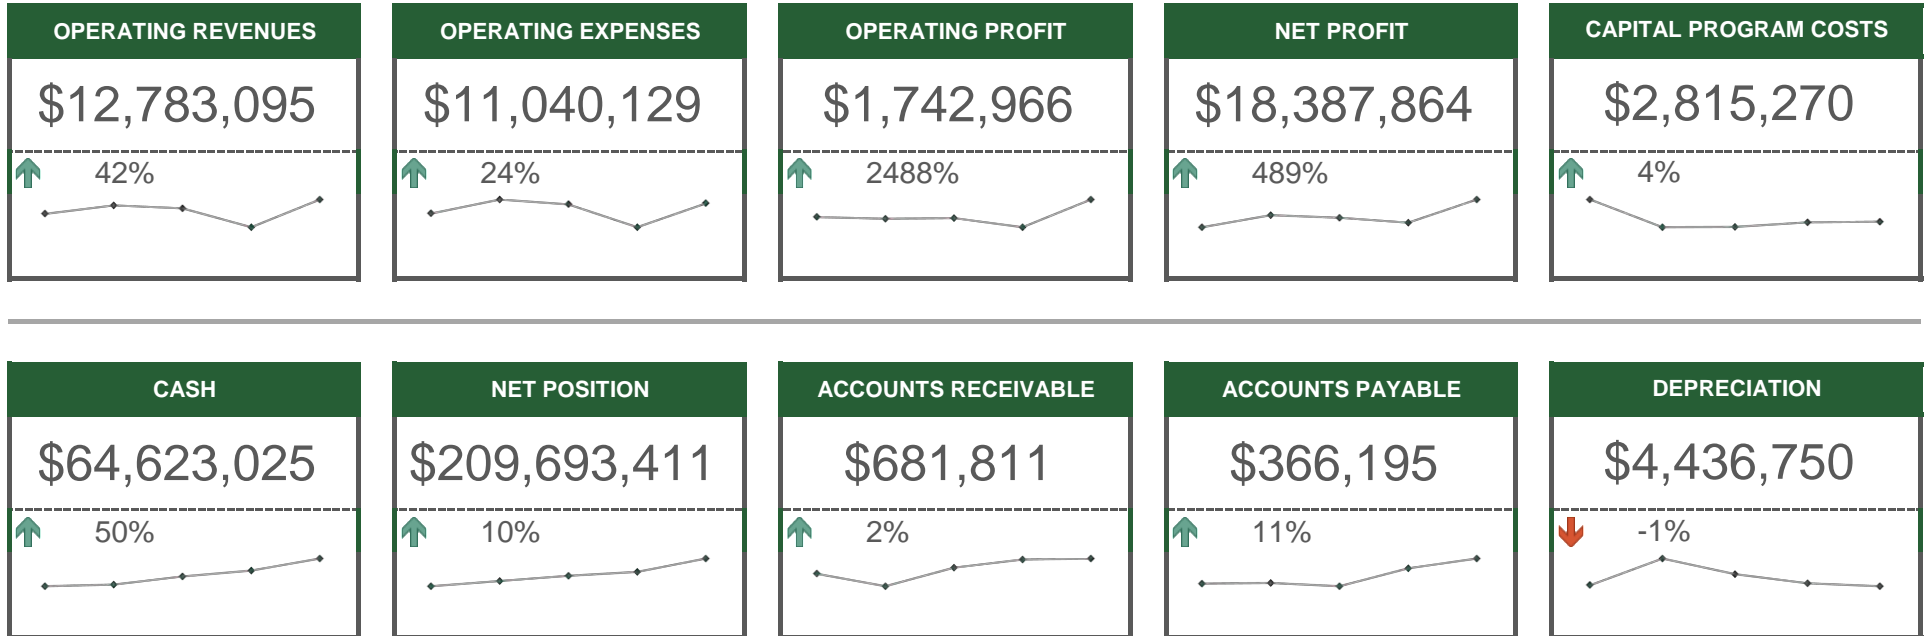 OPERATING REVENUES
$12,783,095
42%
OPERATING EXPENSES
$11,040,129
24%
OPERATING PROFIT
$1,742,966
2488%
NET PROFIT
$18,387,864
489%
CAPITAL PROGRAM COSTS
$2,815,270
4%
CASH
$64,623,025
50%
NET POSITION
$209,693,411
10%
ACCOUNTS RECEIVABLE
$681,811
2%
ACCOUNTS PAYABLE
$366,195
11%
DEPRECIATION
$4,436,750
-1%